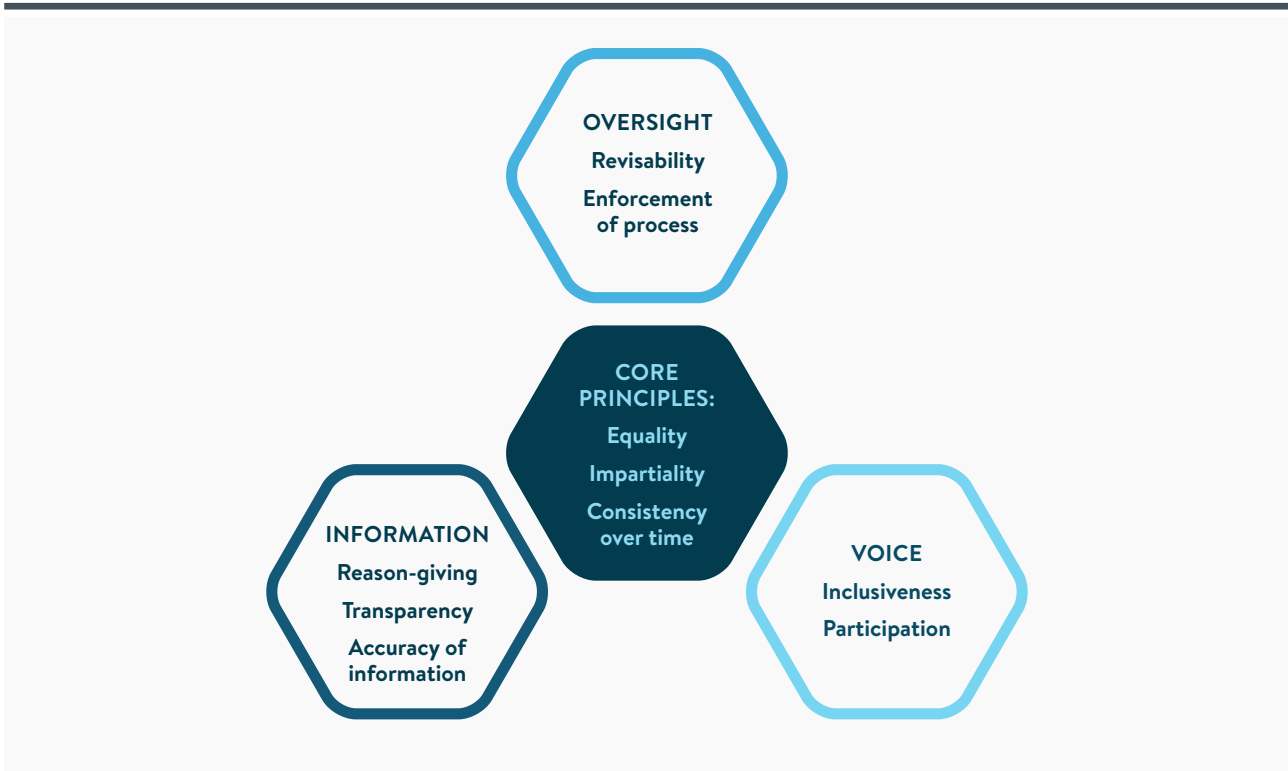 OVERSIGHT
Revisability
Enforcement
of process
CORE
PRINCIPLES:
Equality
Impartiality
Consistency
over time
INFORMATION
Reason-giving
Transparency
Accuracy of
information
VOICE
Inclusiveness
Participation